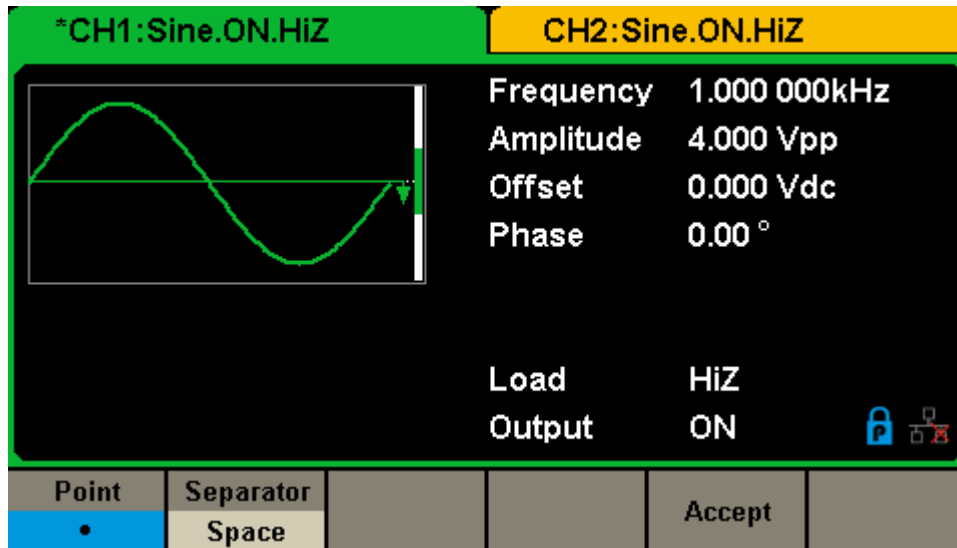 *CH1:Sine.ON.HiZ CH2:Sine.ON.HiZ
Frequency 1.000 000kHz
Amplitude 4.000 Vpp
Offset 0.000 Vdc
Phase 0.00 °
Load HiZ
Output ON P
Point Separator Accept
• Space